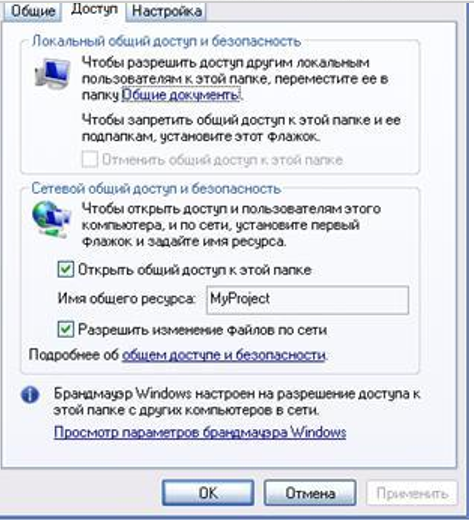 Общие Доступ Настройка
Локальный общий доступ и безопасность
Чтобы разрешить доступ другим локальным
пользователям к этой папке, переместите ее в
папку Общие документы.
Чтобы запретить общий доступ к этой папке и ее
подпапкам, установите этот флажок.
Отменить общий доступ к этой папке
Сетевой общий доступ и безопасность
Чтобы открыть доступ и пользователям этого
компьютера, и по сети, установите первый
флажок и задайте имя ресурса.
Открыть общий доступ к этой папке
Имя общего ресурса: MyProject
Разрешить изменение файлов по сети
Подробнее об общем доступе и безопасности.
Брандмауэр Windows настроен на разрешение доступа к
этой папке с других компьютеров в сети.
Просмотр параметров брандмауэра Windows
OK Отмена Применить